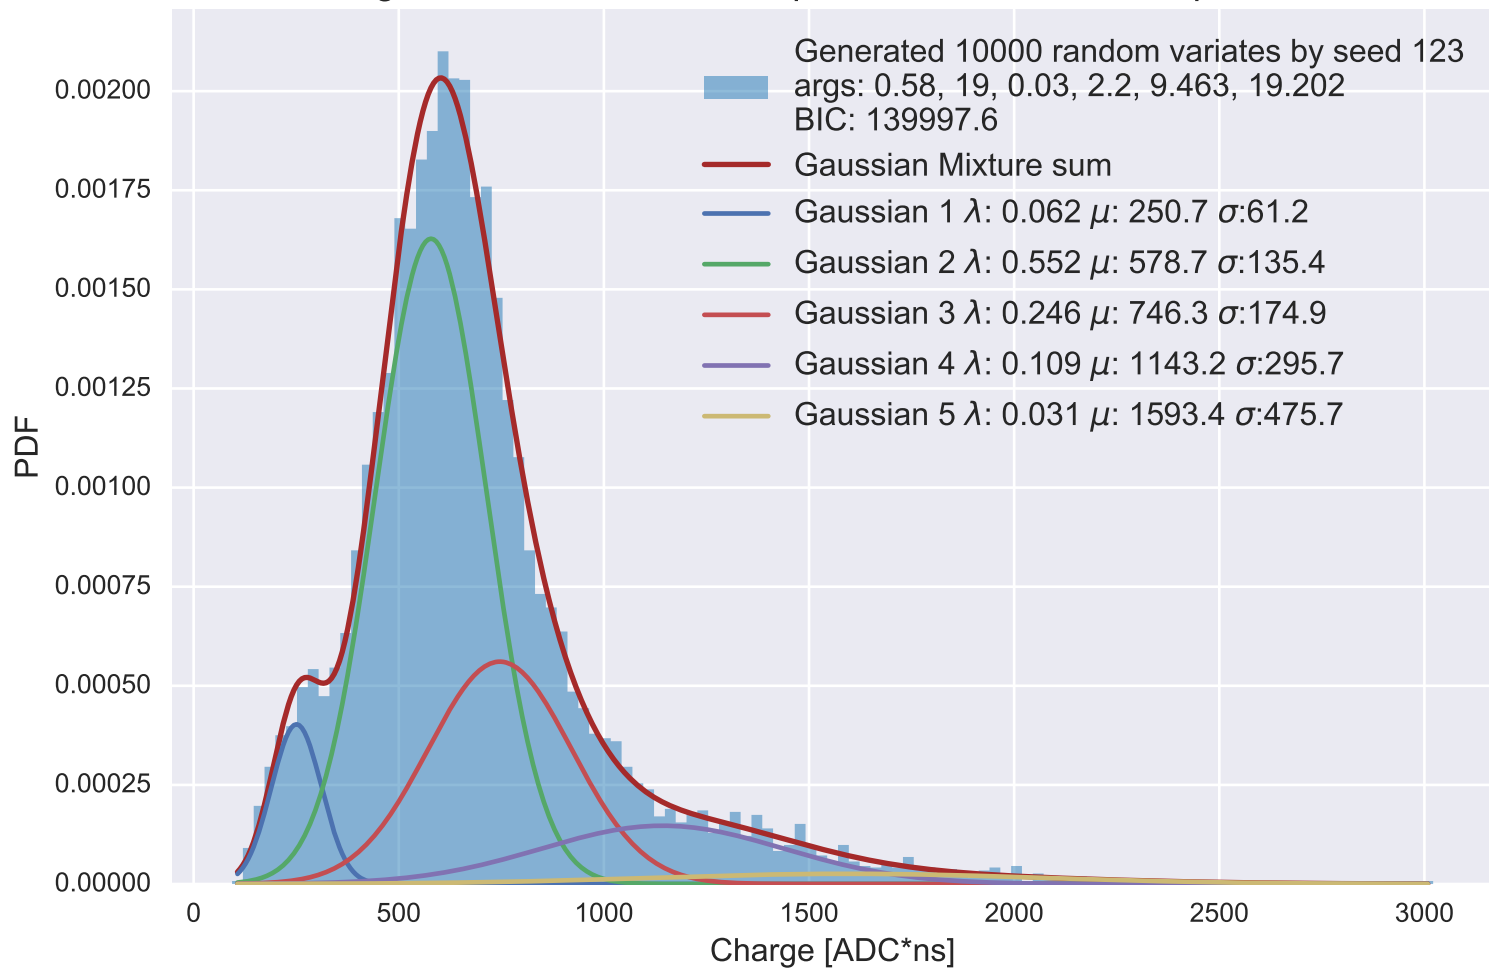 Generated 10000 random variates by seed 123
args: 0.58, 19, 0.03, 2.2, 9.463, 19.202
BIC: 139997.6
Gaussian Mixture sum
Gaussian 1 λ: 0.062 μ: 250.7 σ:61.2
Gaussian 2 λ: 0.552 μ: 578.7 σ:135.4
Gaussian 3 λ: 0.246 μ: 746.3 σ:174.9
Gaussian 4 λ: 0.109 μ: 1143.2 σ:295.7
Gaussian 5 λ: 0.031 μ: 1593.4 σ:475.7
PDF
0.00200
0.00175
0.00150
0.00125
0.00100
0.00075
0.00050
0.00025
0.00000
0 500 1000 1500 2000 2500 3000
Charge [ADC*ns]